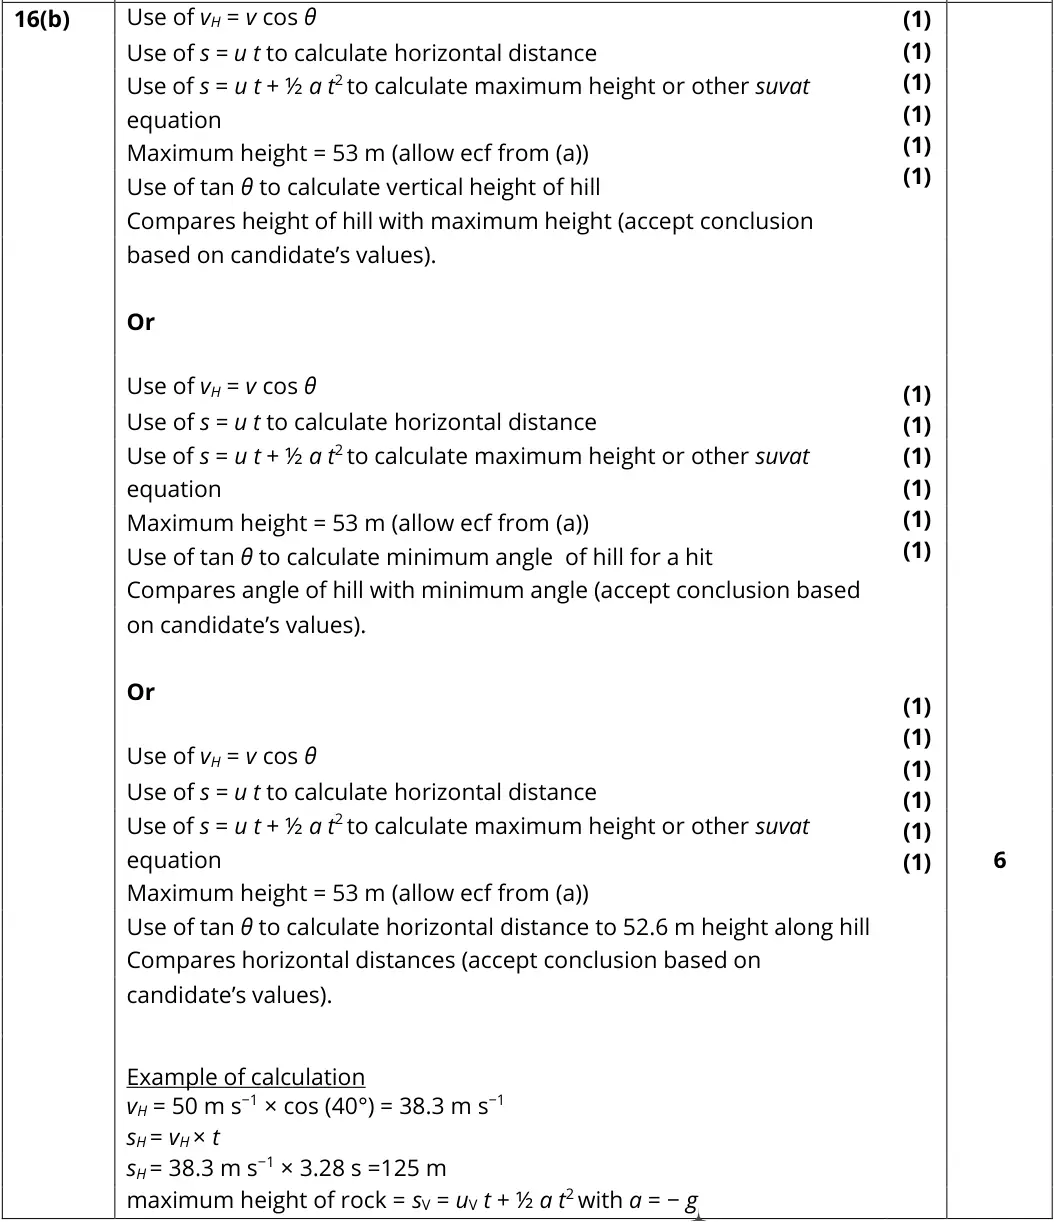 16(b) Use of vH = v cos θ (1)
Use of s = u t to calculate horizontal distance (1)
Use of s = u t + ½ a t² to calculate maximum height or other suvat (1)
equation (1)
Maximum height = 53 m (allow ecf from (a)) (1)
Use of tan θ to calculate vertical height of hill (1)
Compares height of hill with maximum height (accept conclusion
based on candidate’s values).
Or
Use of vH = v cos θ (1)
Use of s = u t to calculate horizontal distance (1)
Use of s = u t + ½ a t² to calculate maximum height or other suvat (1)
equation (1)
Maximum height = 53 m (allow ecf from (a)) (1)
Use of tan θ to calculate minimum angle of hill for a hit (1)
Compares angle of hill with minimum angle (accept conclusion based
on candidate’s values).
Or (1)
(1)
Use of vH = v cos θ (1)
Use of s = u t to calculate horizontal distance (1)
Use of s = u t + ½ a t² to calculate maximum height or other suvat (1)
equation (1) 6
Maximum height = 53 m (allow ecf from (a))
Use of tan θ to calculate horizontal distance to 52.6 m height along hill
Compares horizontal distances (accept conclusion based on
candidate’s values).
Example of calculation
vH = 50 m s⁻¹ × cos (40°) = 38.3 m s⁻¹
sH = vH × t
sH = 38.3 m s⁻¹ × 3.28 s =125 m
maximum height of rock = sV = uV t + ½ a t² with a = − g